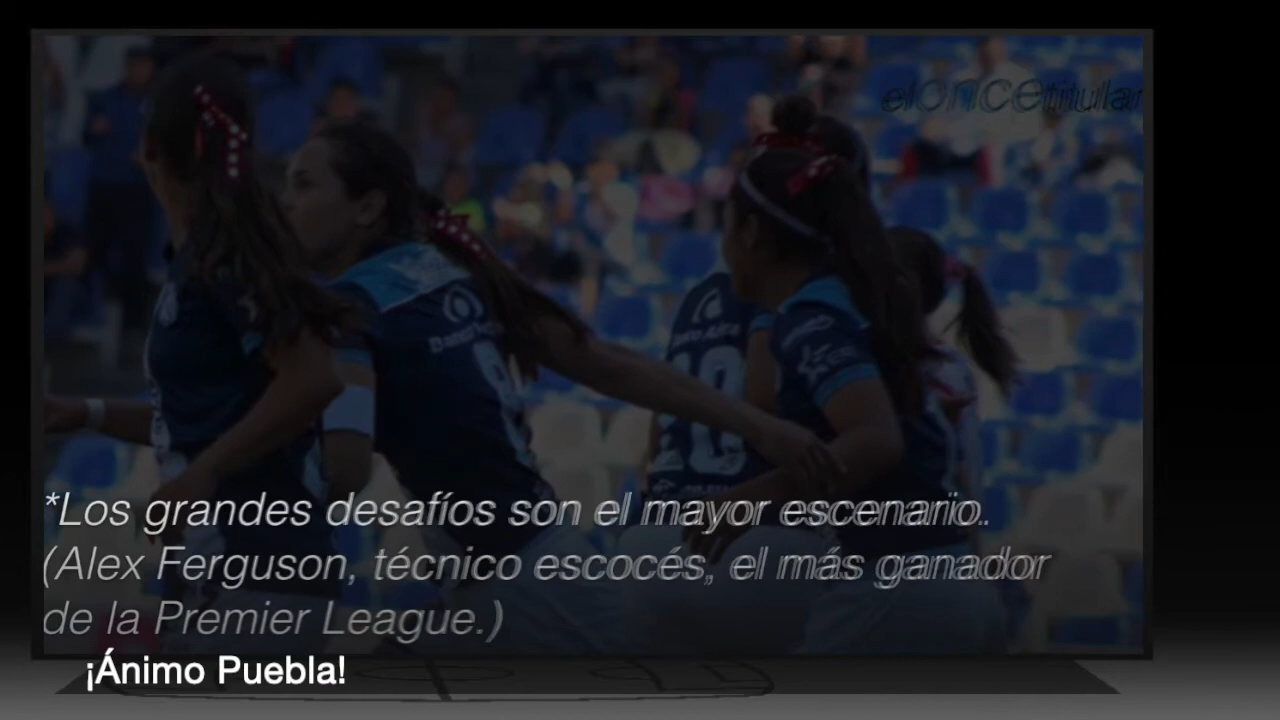 eloncetitular
10
*Los grandes desafíos son el mayor escenario.
(Alex Ferguson, técnico escocés, el más ganador
de la Premier League.)
¡Ánimo Puebla!